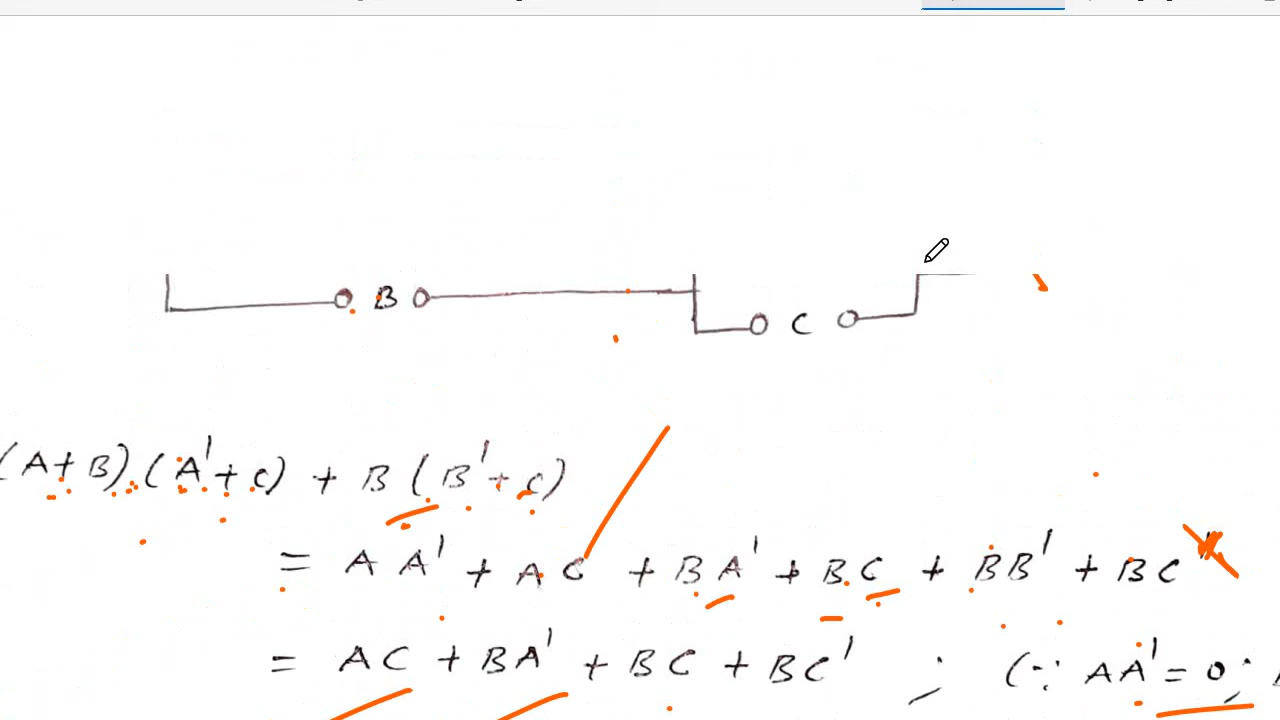 B
C
(A+B).(A'+C) + B(B'+C)
= AA' + AC + BA' + BC + BB' + BC
= AC + BA' + BC + BC' ; (∵ AA' = 0;